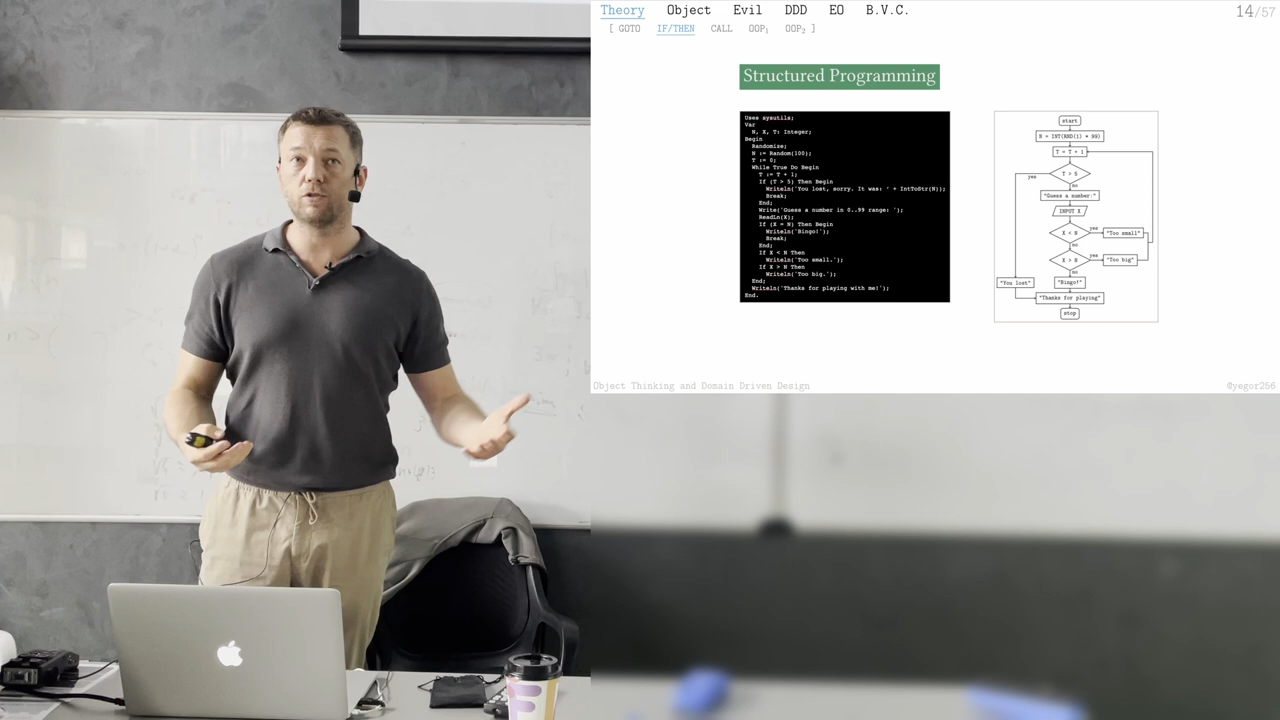 Theory Object Evil DDD EO B.V.C.
14/57
[ GOTO IF/THEN CALL OOP₁ OOP₂ ]
Structured Programming
Uses sysutils;
Var
N, X, T: Integer;
Begin
Randomize;
N := Random(100);
T := 0;
While True Do Begin
T := T + 1;
If (T > 5) Then Begin
Writeln('You lost, sorry. It was: ' + IntToStr(N));
Break;
End;
Write('Guess a number in 0..99 range: ');
ReadLn(X);
If (X = N) Then Begin
Writeln('Bingo!');
Break;
End;
If X < N Then
Writeln('Too small.');
If X > N Then
Writeln('Too big.');
End;
Writeln('Thanks for playing with me!');
End.
start
N = INT(RND(1) * 99)
T = T + 1
T > 5
yes
no
"Guess a number:"
INPUT X
X < N
yes
"Too small"
no
X > N
yes
"Too big"
no
"You lost"
"Bingo!"
"Thanks for playing"
stop
Object Thinking and Domain Driven Design
@yegor256